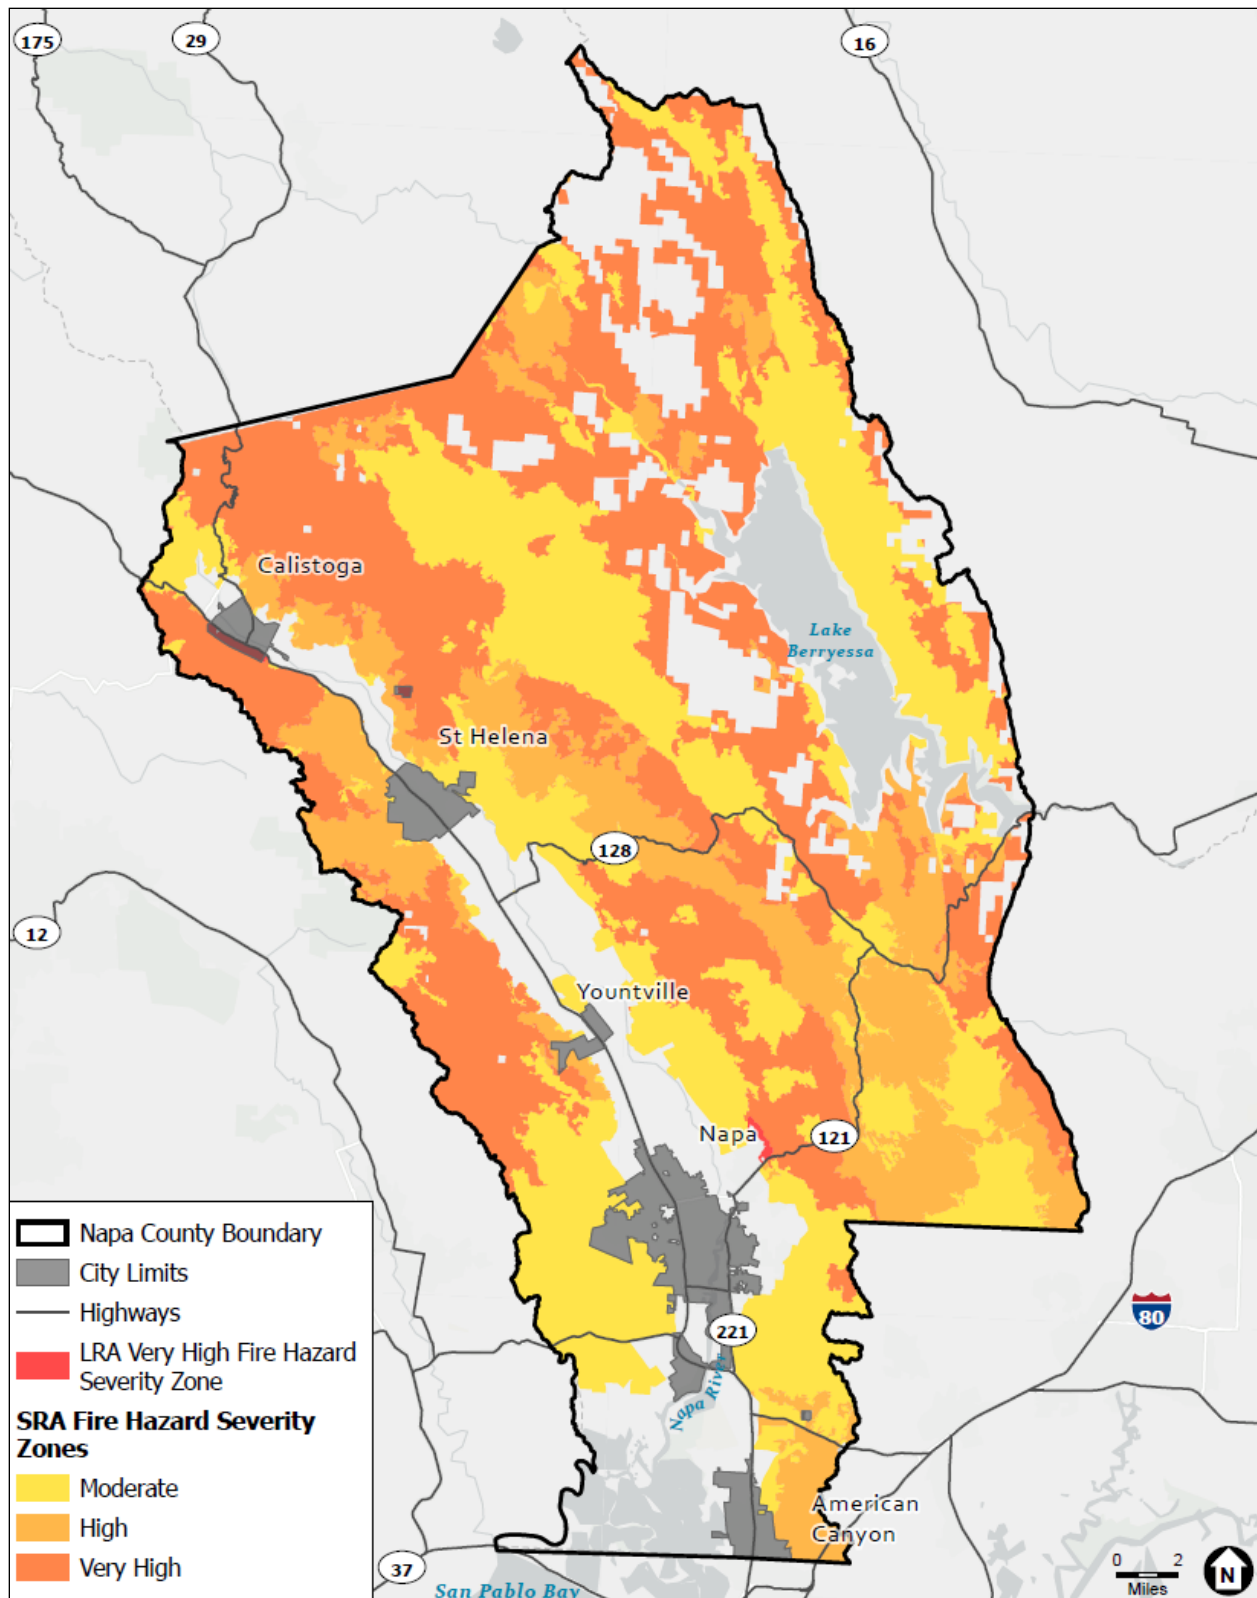 175
29
16
Calistoga
Lake
Berryessa
St Helena
128
12
Yountville
Napa
121
221
Napa River
80
American
Canyon
37
San Pablo Bay
Napa County Boundary
City Limits
Highways
LRA Very High Fire Hazard
Severity Zone
SRA Fire Hazard Severity
Zones
Moderate
High
Very High
0 2
Miles
N